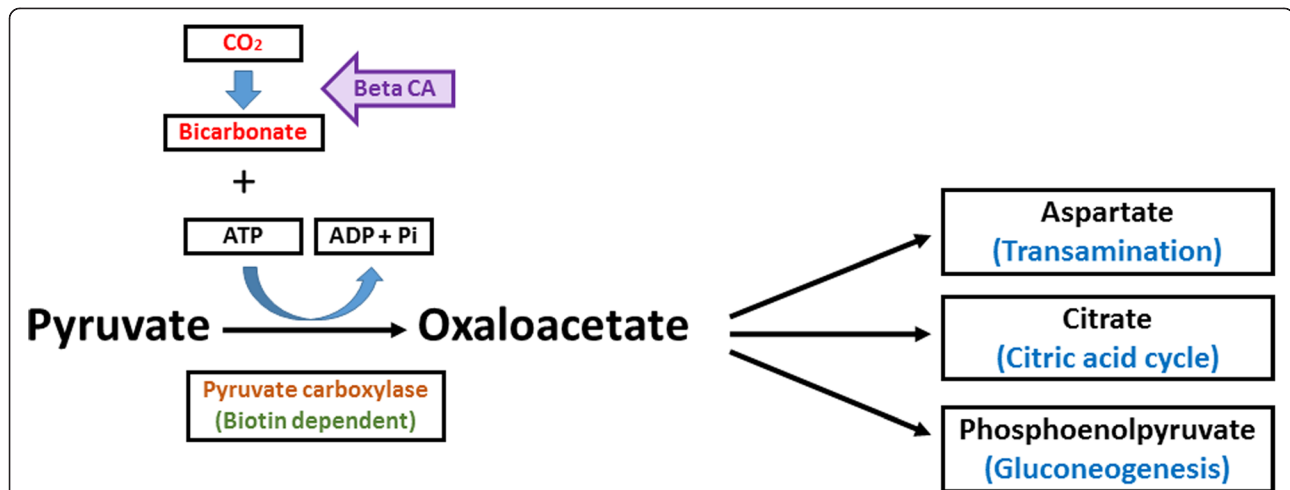 CO₂
Beta CA
Bicarbonate
+
ATP
ADP + Pi
Pyruvate
Oxaloacetate
Pyruvate carboxylase
(Biotin dependent)
Aspartate
(Transamination)
Citrate
(Citric acid cycle)
Phosphoenolpyruvate
(Gluconeogenesis)